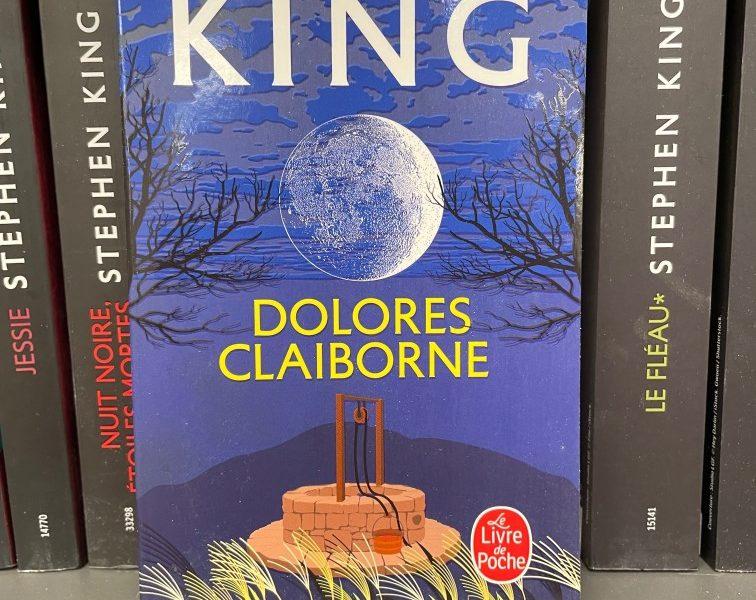 KING
DOLORES
CLAIBORNE
Le
Livre
de
Poche
JESSIE STEPHEN
14770
NUIT NOIRE,
ÉTOILES MORTES
STEPHEN KING
33298
LE FLÉAU* STEPHEN KING
15141